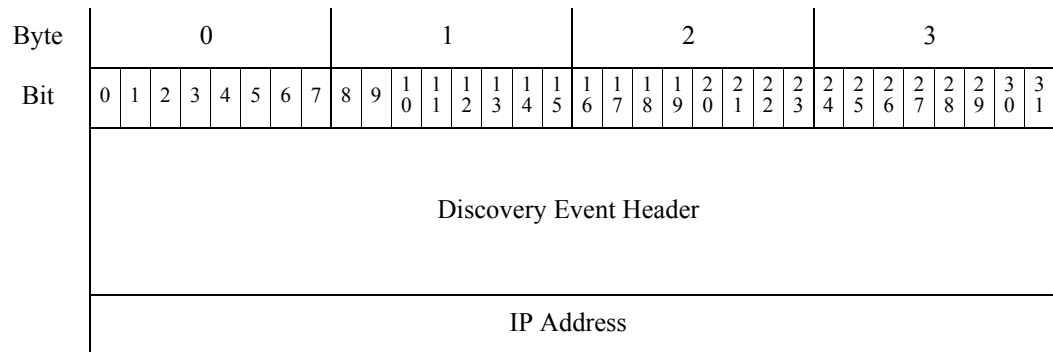 Byte 0 1 2 3
Bit 0 1 2 3 4 5 6 7 8 9 10 11 12 13 14 15 16 17 18 19 20 21 22 23 24 25 26 27 28 29 30 31
Discovery Event Header
IP Address